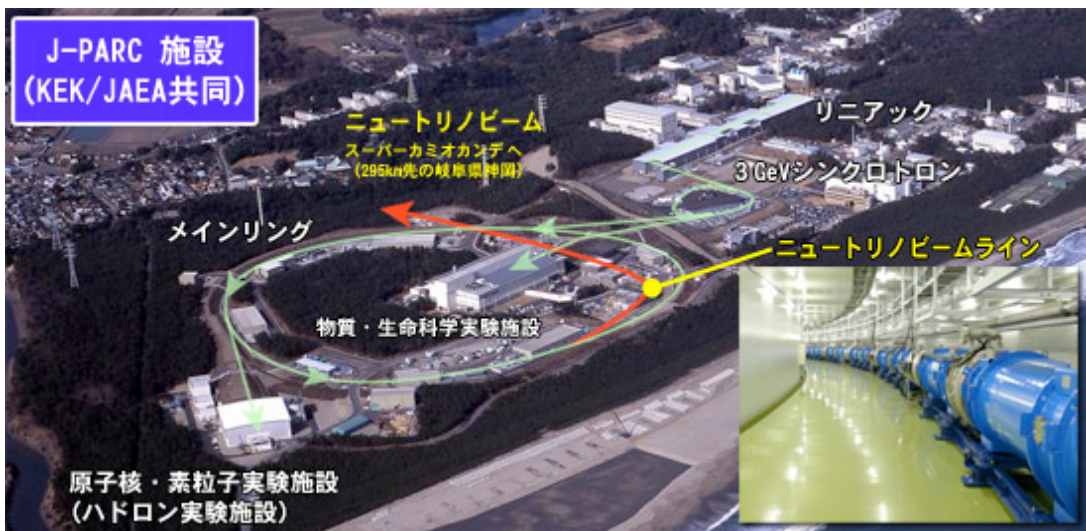 J-PARC 施設
(KEK/JAEA共同)
ニュートリノビーム
スーパーカミオカンデへ
(295km先の岐阜県神岡)
リニアック
3GeVシンクロトロン
メインリング
ニュートリノビームライン
物質・生命科学実験施設
原子核・素粒子実験施設
(ハドロン実験施設)